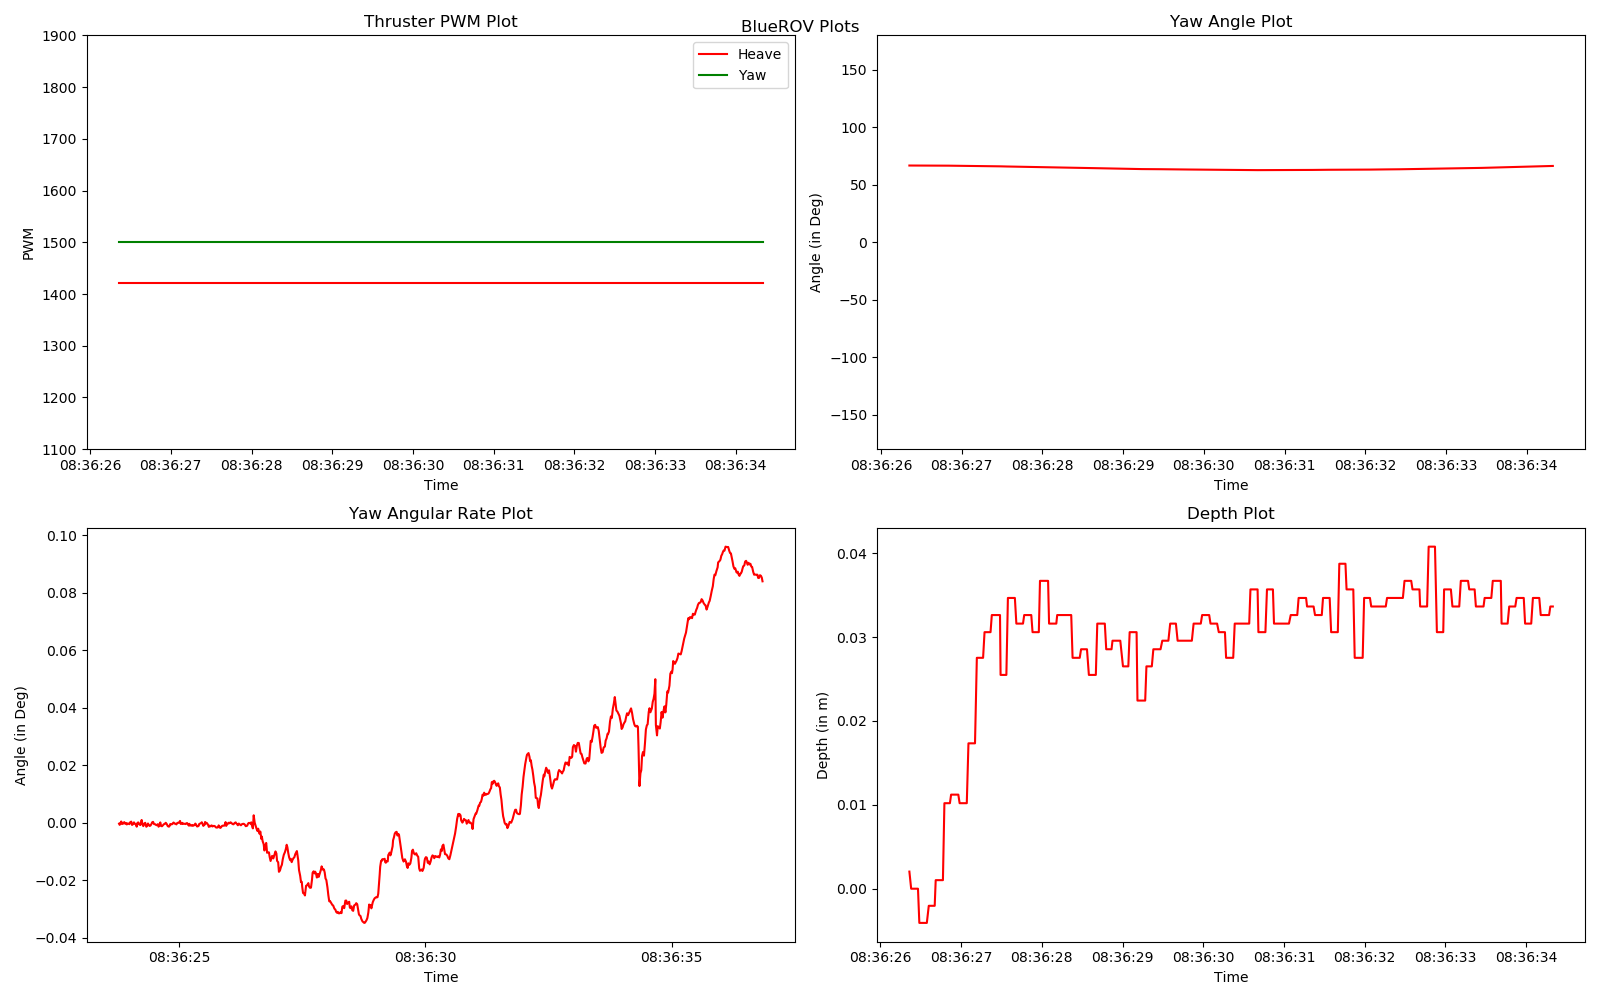 BlueROV Plots
Thruster PWM Plot
1900
1800
1700
1600
1500
1400
1300
1200
1100
PWM
Heave
Yaw
08:36:26 08:36:27 08:36:28 08:36:29 08:36:30 08:36:31 08:36:32 08:36:33 08:36:34
Time
Yaw Angle Plot
150
100
50
0
−50
−100
−150
Angle (in Deg)
08:36:26 08:36:27 08:36:28 08:36:29 08:36:30 08:36:31 08:36:32 08:36:33 08:36:34
Time
Yaw Angular Rate Plot
0.10
0.08
0.06
0.04
0.02
0.00
−0.02
−0.04
Angle (in Deg)
08:36:25 08:36:30 08:36:35
Time
Depth Plot
0.04
0.03
0.02
0.01
0.00
Depth (in m)
08:36:26 08:36:27 08:36:28 08:36:29 08:36:30 08:36:31 08:36:32 08:36:33 08:36:34
Time